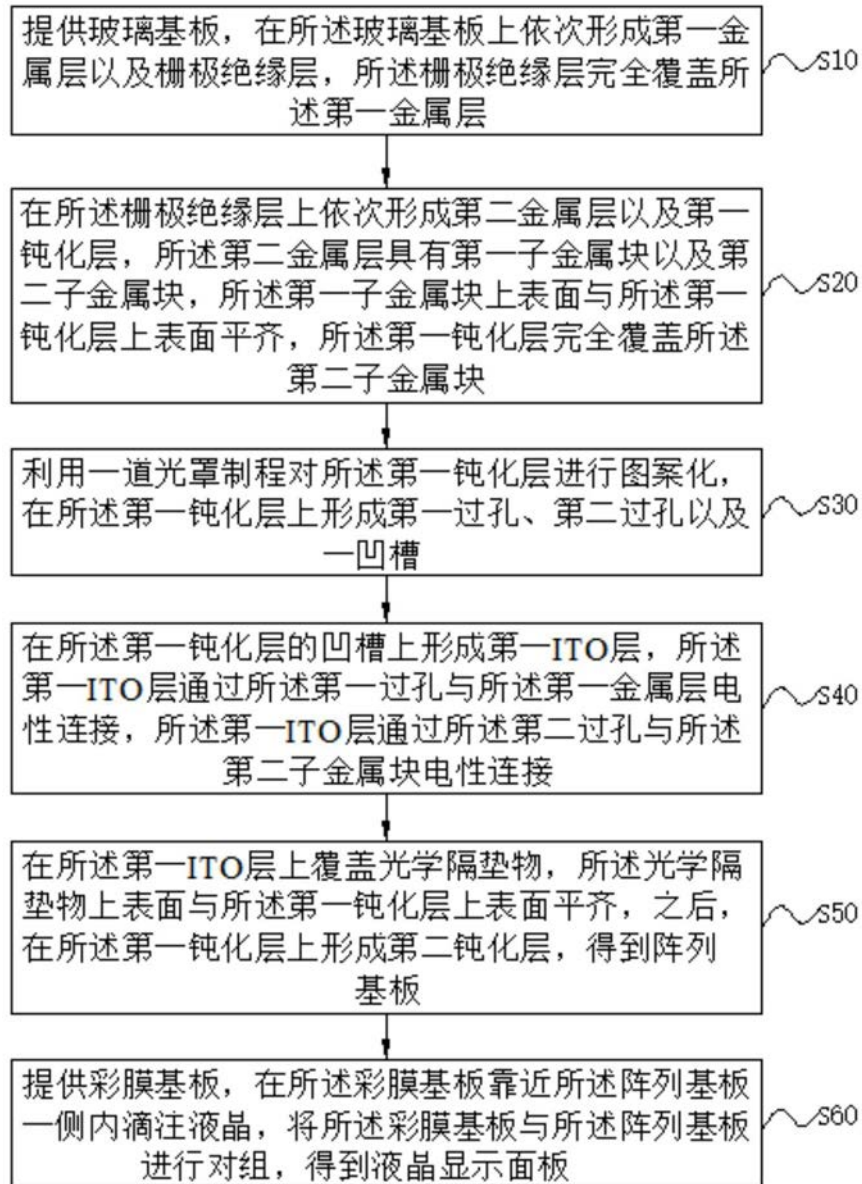 提供玻璃基板，在所述玻璃基板上依次形成第一金
属层以及栅极绝缘层，所述栅极绝缘层完全覆盖所
述第一金属层
S10
在所述栅极绝缘层上依次形成第二金属层以及第一
钝化层，所述第二金属层具有第一子金属块以及第
二子金属块，所述第一子金属块上表面与所述第一
钝化层上表面平齐，所述第一钝化层完全覆盖所述
第二子金属块
S20
利用一道光罩制程对所述第一钝化层进行图案化，
在所述第一钝化层上形成第一过孔、第二过孔以及
一凹槽
S30
在所述第一钝化层的凹槽上形成第一ITO层，所述
第一ITO层通过所述第一过孔与所述第一金属层电
性连接，所述第一ITO层通过所述第二过孔与所述
第二子金属块电性连接
S40
在所述第一ITO层上覆盖光学隔垫物，所述光学隔
垫物上表面与所述第一钝化层上表面平齐，之后，
在所述第一钝化层上形成第二钝化层，得到阵列
基板
S50
提供彩膜基板，在所述彩膜基板靠近所述阵列基板
一侧内滴注液晶，将所述彩膜基板与所述阵列基板
进行对组，得到液晶显示面板
S60